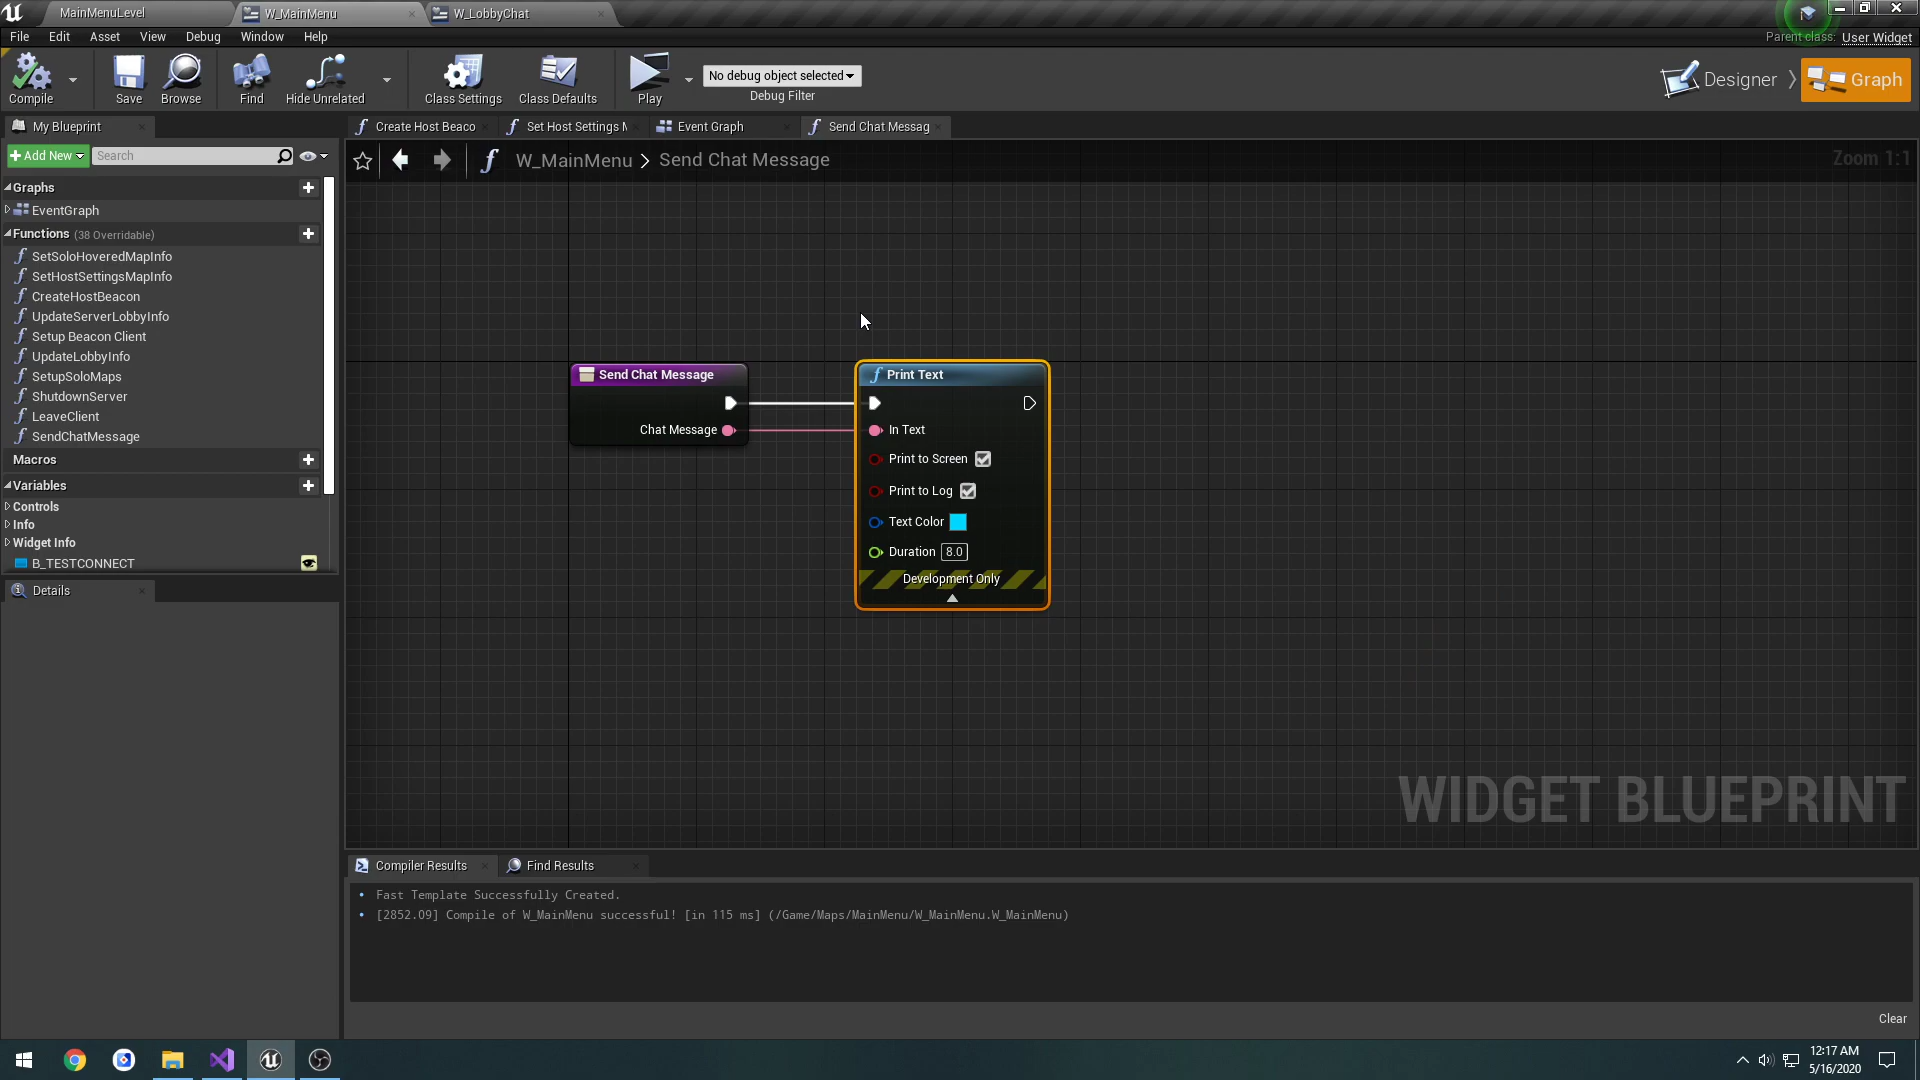 MainMenuLevel
W_MainMenu
W_LobbyChat
File Edit Asset View Debug Window Help
Parent class: User Widget
Compile
Save
Browse
Find
Hide Unrelated
Class Settings
Class Defaults
Play
No debug object selected
Debug Filter
Designer
Graph
My Blueprint
Create Host Beaco
Set Host Settings M
Event Graph
Send Chat Messag
Add New
Search
W_MainMenu > Send Chat Message
Zoom 1:1
Graphs
EventGraph
Functions (38 Overridable)
SetSoloHoveredMapInfo
SetHostSettingsMapInfo
CreateHostBeacon
UpdateServerLobbyInfo
Setup Beacon Client
UpdateLobbyInfo
SetupSoloMaps
ShutdownServer
LeaveClient
SendChatMessage
Macros
Variables
Controls
Info
Widget Info
B_TESTCONNECT
Details
Send Chat Message
Chat Message
Print Text
In Text
Print to Screen
Print to Log
Text Color
Duration 8.0
Development Only
WIDGET BLUEPRINT
Compiler Results
Find Results
Fast Template Successfully Created.
[2852.09] Compile of W_MainMenu successful! [in 115 ms] (/Game/Maps/MainMenu/W_MainMenu.W_MainMenu)
Clear
12:17 AM
5/16/2020